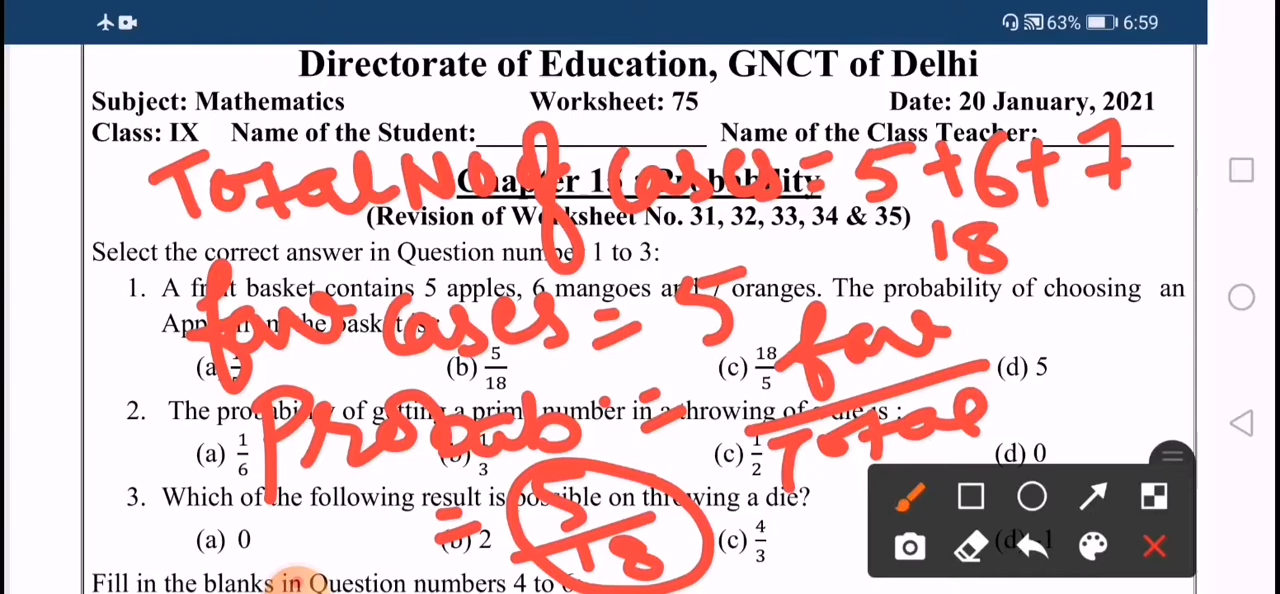 63% 6:59
Directorate of Education, GNCT of Delhi
Subject: Mathematics Worksheet: 75 Date: 20 January, 2021
Class: IX Name of the Student:__________ Name of the Class Teacher:__________
Total No of Cases = 5+6+7
18
(Revision of Worksheet No. 31, 32, 33, 34 & 35)
Select the correct answer in Question number 1 to 3:
1. A fruit basket contains 5 apples, 6 mangoes and 7 oranges. The probability of choosing an
fav Cases = 5
(b) 5/18 (c) 18/5 (d) 5
Probab = fav/Total
2. The probability of getting a prime number in a throwing of a die is :
(a) 1/6 (b) 1/3 (c) 1/2 (d) 0
3. Which of the following result is possible on throwing a die?
= 5/18
(a) 0 (b) 2 (c) 4/3
Fill in the blanks in Question numbers 4 to